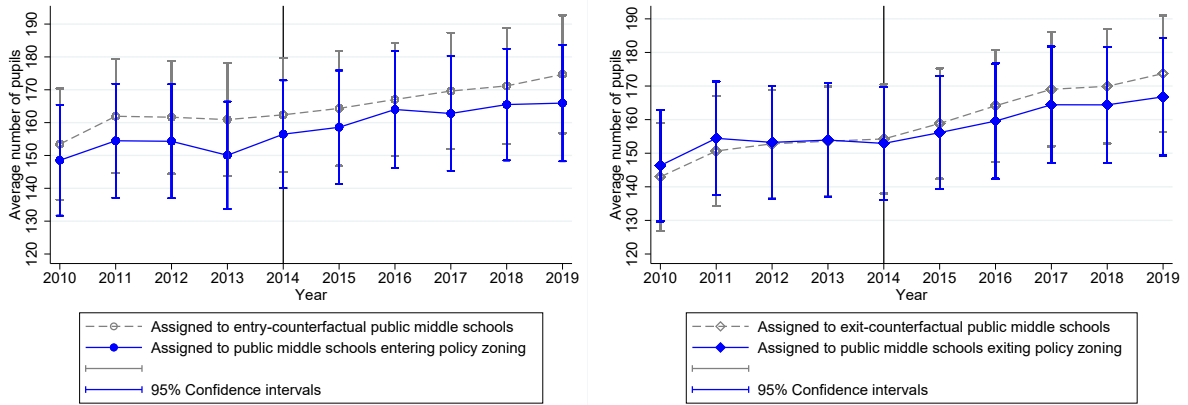 Average number of pupils
190
180
170
160
150
140
130
120
2010 2011 2012 2013 2014 2015 2016 2017 2018 2019
Year
Assigned to entry-counterfactual public middle schools
Assigned to public middle schools entering policy zoning
95% Confidence intervals
Average number of pupils
190
180
170
160
150
140
130
120
2010 2011 2012 2013 2014 2015 2016 2017 2018 2019
Year
Assigned to exit-counterfactual public middle schools
Assigned to public middle schools exiting policy zoning
95% Confidence intervals